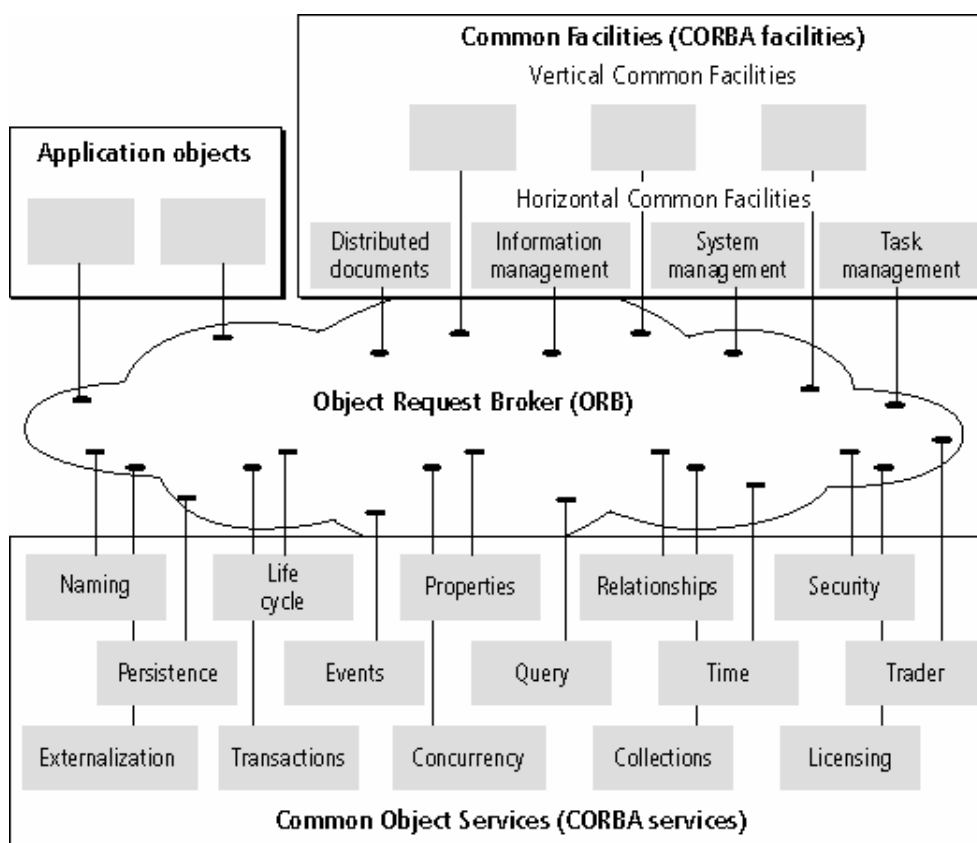 Common Facilities (CORBA facilities)
Vertical Common Facilities
Application objects
Horizontal Common Facilities
Distributed
documents
Information
management
System
management
Task
management
Object Request Broker (ORB)
Naming
Life
cycle
Properties
Relationships
Security
Persistence
Events
Query
Time
Trader
Externalization
Transactions
Concurrency
Collections
Licensing
Common Object Services (CORBA services)